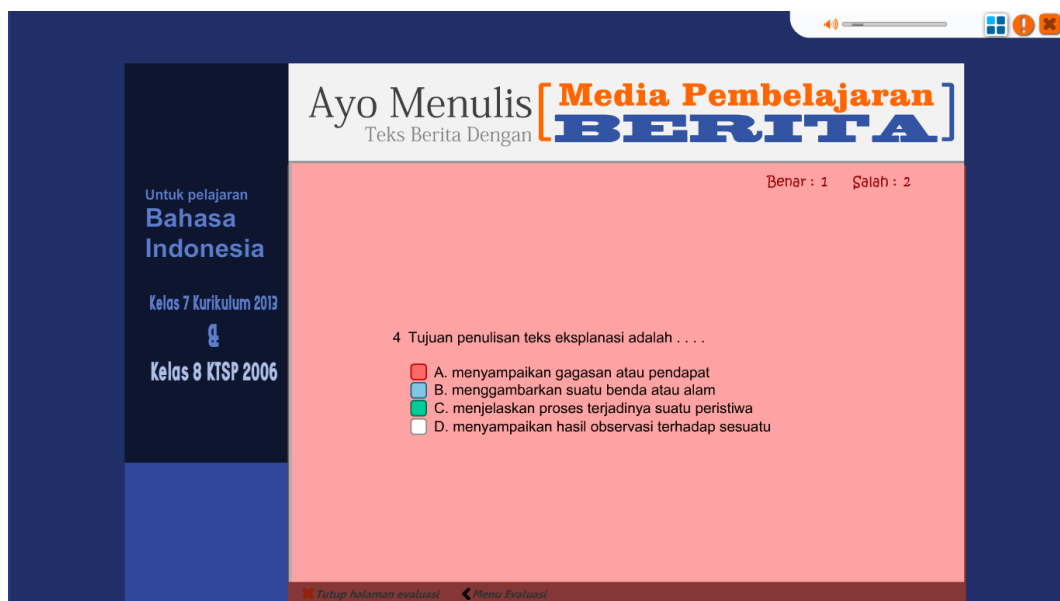 Ayo Menulis
Teks Berita Dengan
Media Pembelajaran
BERITA
Untuk pelajaran
Bahasa
Indonesia
Kelas 7 Kurikulum 2013
&
Kelas 8 KTSP 2006
Benar : 1 Salah : 2
4 Tujuan penulisan teks eksplanasi adalah . . . .
A. menyampaikan gagasan atau pendapat
B. menggambarkan suatu benda atau alam
C. menjelaskan proses terjadinya suatu peristiwa
D. menyampaikan hasil observasi terhadap sesuatu
Tutup halaman evaluasi Menu Evaluasi